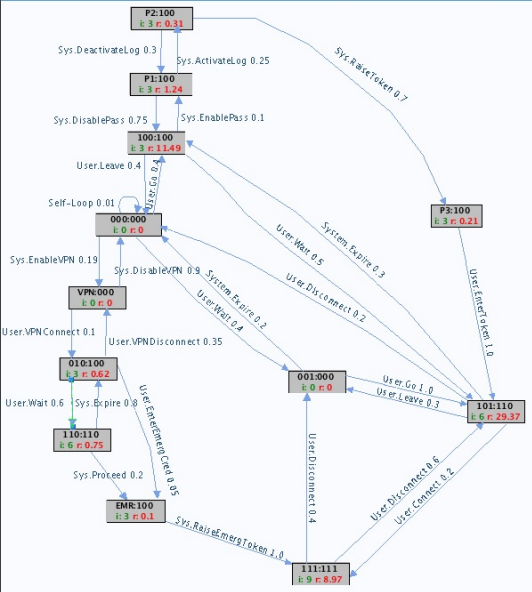 P2:100
i: 3 r: 0.31
Sys.DeactivateLog 0.3
Sys.ActivateLog 0.25
Sys.RaiseToken 0.7
P1:100
i: 3 r: 1.24
Sys.DisablePass 0.75
Sys.EnablePass 0.1
100:100
i: 3 r: 11.49
User.Leave 0.4
User.Go 0.4
Self-Loop 0.01
000:000
i: 0 r: 0
P3:100
i: 3 r: 0.21
User.Wait 0.5
System.Expire 0.3
Sys.EnableVPN 0.19
Sys.DisableVPN 0.9
System.Expire 0.2
User.Wait 0.4
User.Disconnect 0.2
User.EnterToken 1.0
VPN:000
i: 0 r: 0
User.VPNConnect 0.1
User.VPNDisconnect 0.35
010:100
i: 3 r: 0.62
001:000
i: 0 r: 0
User.Go 1.0
User.Leave 0.3
101:110
i: 6 r: 29.37
User.Wait 0.6
Sys.Expire 0.8
User.EnterEmergCred 0.05
110:110
i: 6 r: 0.75
Sys.Proceed 0.2
User.Disconnect 0.4
User.Disconnect 0.6
User.Connect 0.2
EMR:100
i: 3 r: 0.1
Sys.RaiseEmergToken 1.0
111:111
i: 9 r: 8.97